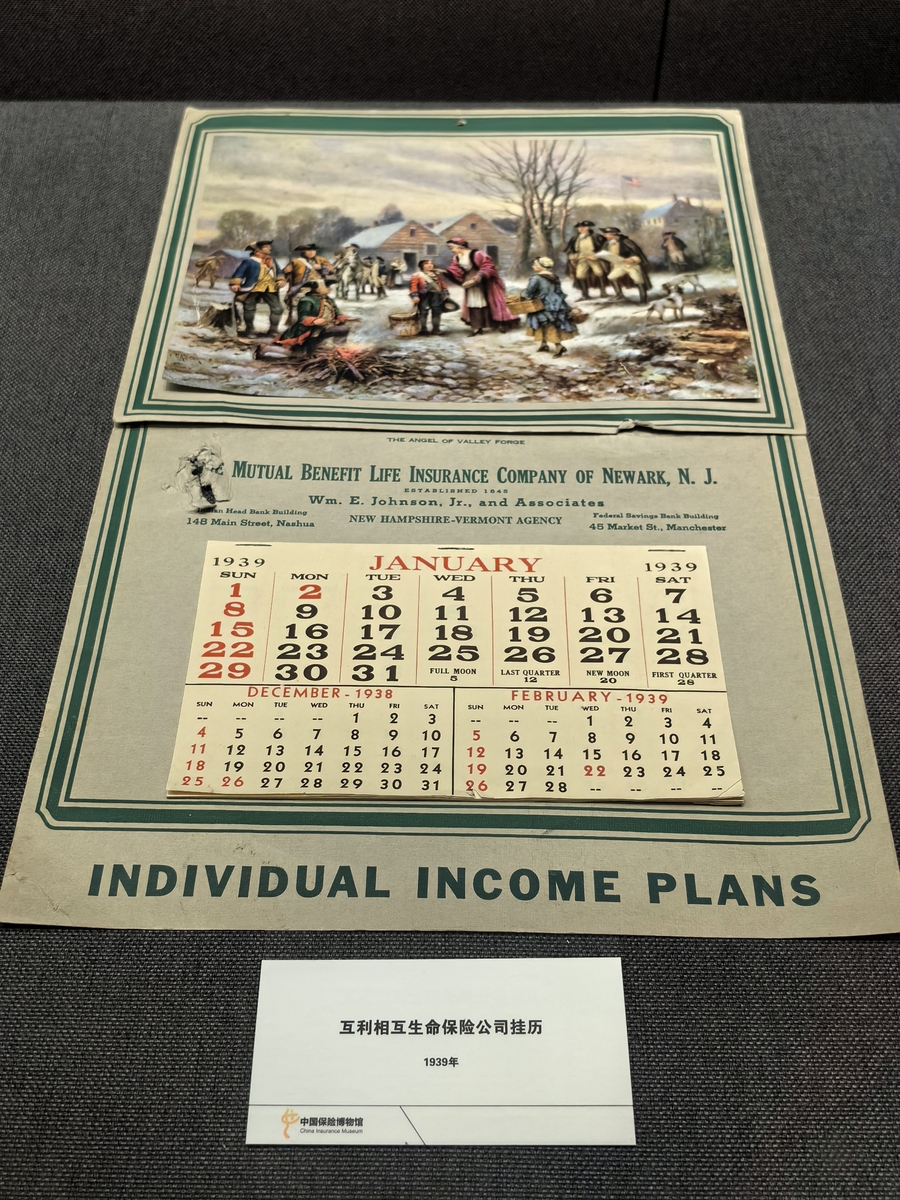 THE ANGEL OF VALLEY FORGE
MUTUAL BENEFIT LIFE INSURANCE COMPANY OF NEWARK, N. J.
ESTABLISHED 1845
Wm. E. Johnson, Jr., and Associates
Head Bank Building
148 Main Street, Nashua
NEW HAMPSHIRE-VERMONT AGENCY
Federal Savings Bank Building
45 Market St., Manchester
1939 JANUARY 1939
SUN MON TUE WED THU FRI SAT
1 2 3 4 5 6 7
8 9 10 11 12 13 14
15 16 17 18 19 20 21
22 23 24 25 26 27 28
29 30 31 FULL MOON 5 LAST QUARTER 12 NEW MOON 20 FIRST QUARTER 28
DECEMBER-1938
SUN MON TUE WED THU FRI SAT
-- -- -- -- 1 2 3
4 5 6 7 8 9 10
11 12 13 14 15 16 17
18 19 20 21 22 23 24
25 26 27 28 29 30 31
FEBRUARY-1939
SUN MON TUE WED THU FRI SAT
-- -- -- 1 2 3 4
5 6 7 8 9 10 11
12 13 14 15 16 17 18
19 20 21 22 23 24 25
26 27 28 -- -- -- --
INDIVIDUAL INCOME PLANS
互利相互生命保险公司挂历
1939年
中国保险博物馆
China Insurance Museum